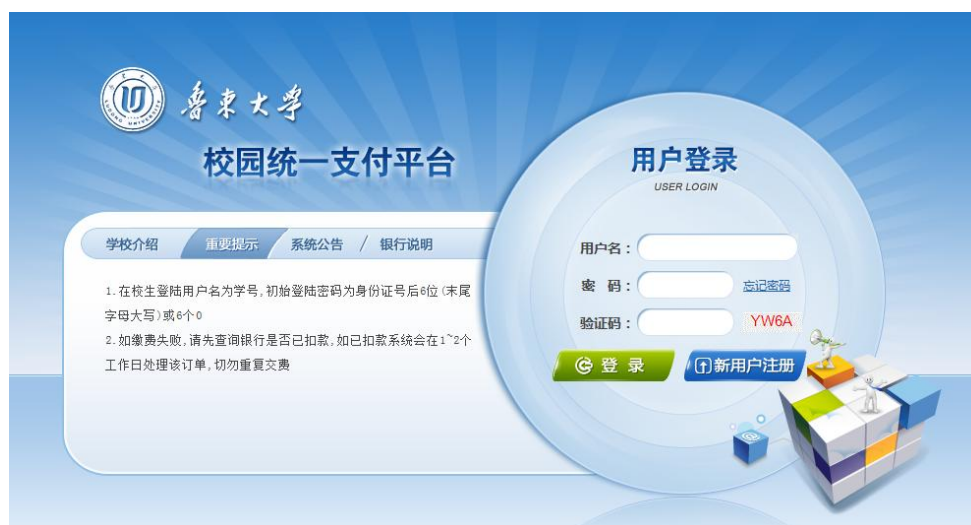 鲁东大学
校园统一支付平台
用户登录
USER LOGIN
学校介绍 重要提示 系统公告 / 银行说明
1.在校生登陆用户名为学号,初始登陆密码为身份证号后6位(末尾
字母大写)或6个0
2.如缴费失败,请先查询银行是否已扣款,如已扣款系统会在1~2个
工作日处理该订单,切勿重复交费
用户名：
密 码： 忘记密码
验证码： YW6A
登 录 新用户注册